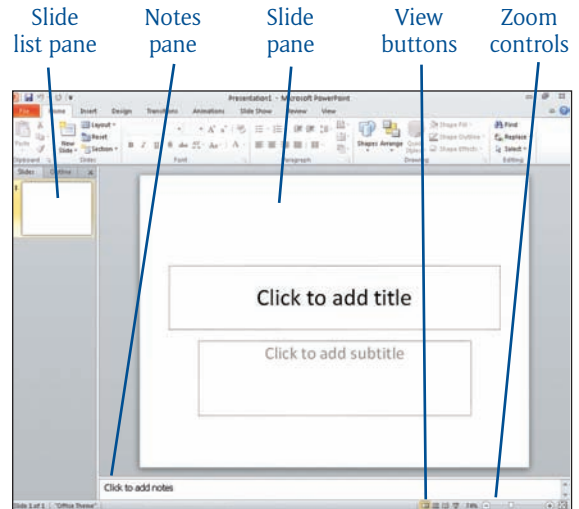 Slide list pane
Notes pane
Slide pane
View buttons
Zoom controls
Presentation1 - Microsoft PowerPoint
File Home Insert Design Transitions Animations Slide Show Review View
Paste
New Slide
Layout
Reset
Section
Shapes Arrange
Shape Fill
Shape Outline
Shape Effects
Find
Replace
Select
Clipboard Slides Font Paragraph Drawing Editing
Slides Outline
1
Click to add title
Click to add subtitle
Click to add notes
Slide 1 of 1 "Office Theme" 74%